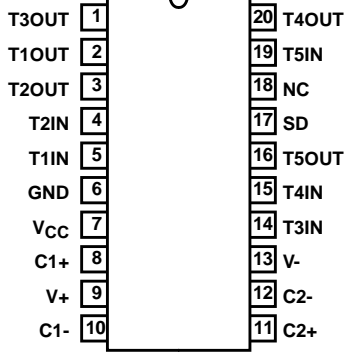 T3OUT 1 20 T4OUT
T1OUT 2 19 T5IN
T2OUT 3 18 NC
T2IN 4 17 SD
T1IN 5 16 T5OUT
GND 6 15 T4IN
VCC 7 14 T3IN
C1+ 8 13 V-
V+ 9 12 C2-
C1- 10 11 C2+